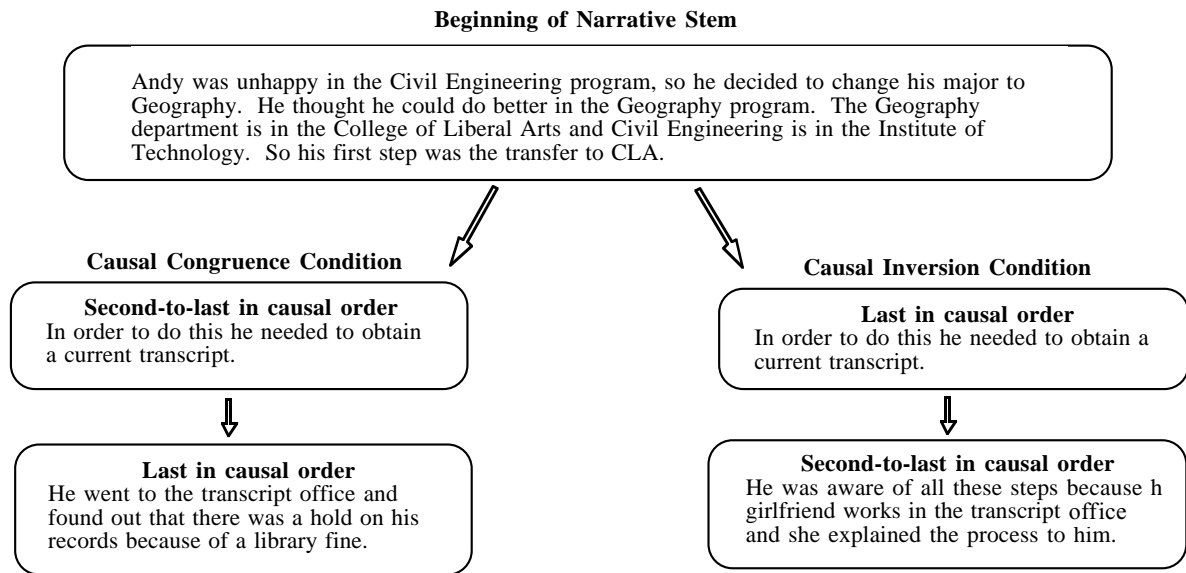 Beginning of Narrative Stem
Andy was unhappy in the Civil Engineering program, so he decided to change his major to
Geography.  He thought he could do better in the Geography program.  The Geography
department is in the College of Liberal Arts and Civil Engineering is in the Institute of
Technology.  So his first step was the transfer to CLA.
Causal Congruence Condition
Second-to-last in causal order
In order to do this he needed to obtain
a current transcript.
Last in causal order
He went to the transcript office and
found out that there was a hold on his
records because of a library fine.
Causal Inversion Condition
Last in causal order
In order to do this he needed to obtain a
current transcript.
Second-to-last in causal order
He was aware of all these steps because h
girlfriend works in the transcript office
and she explained the process to him.